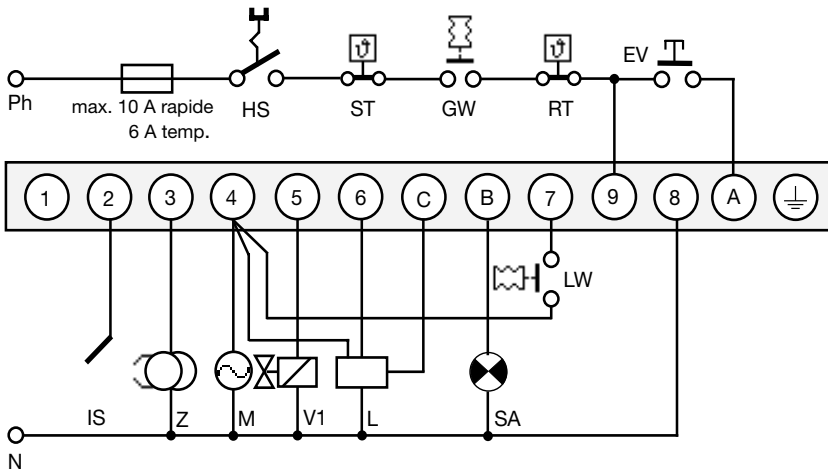 EV
Ph
max. 10 A rapide
6 A temp.
HS
ST
GW
RT
1 2 3 4 5 6 C B 7 9 8 A
LW
IS
Z
M
V1
L
SA
N
ϑ
ϑ